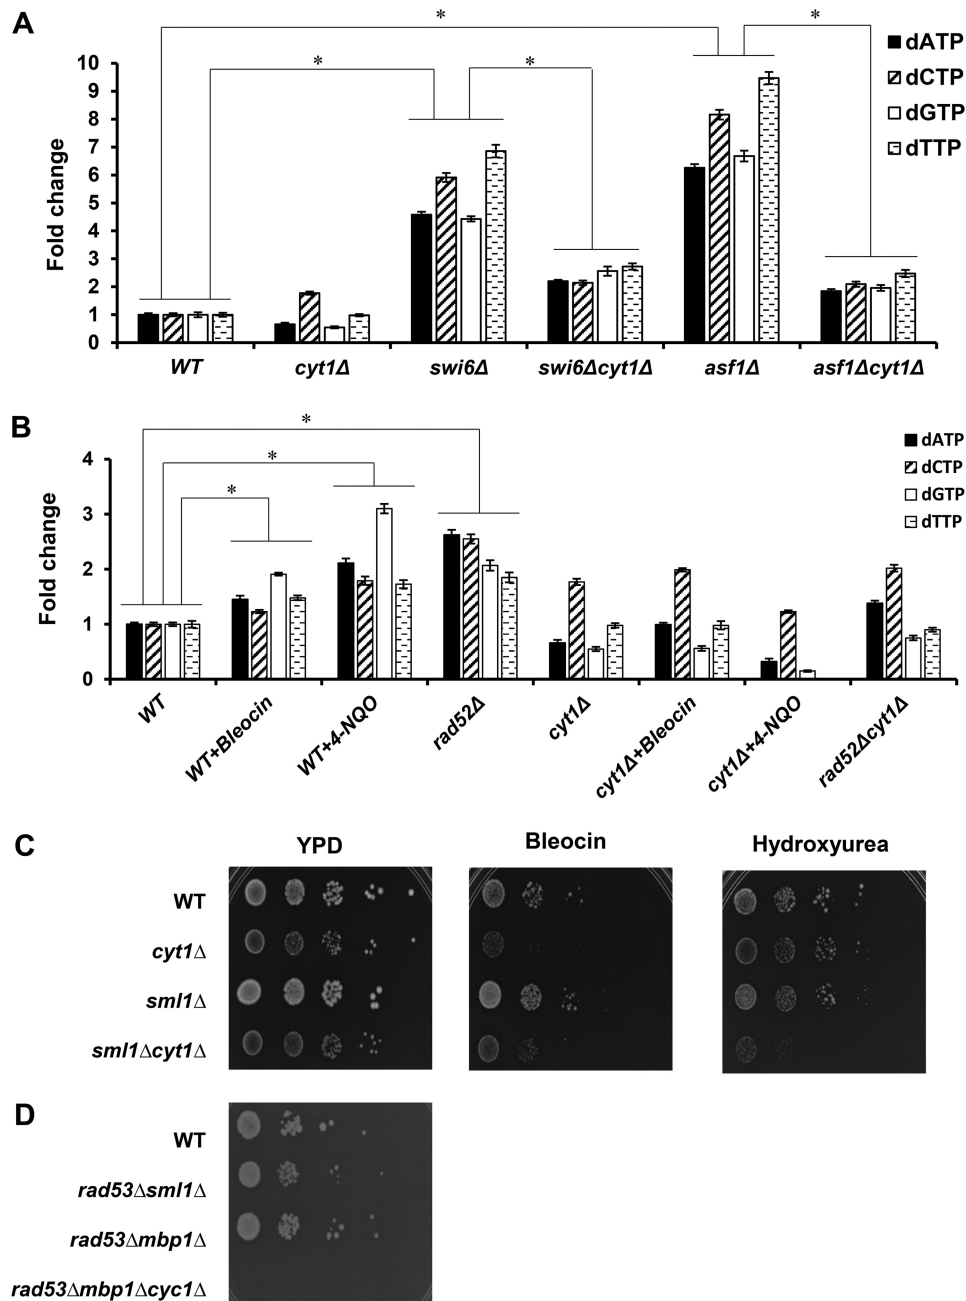 A
* *
* *
dATP
dCTP
dGTP
dTTP
Fold change
10
9
8
7
6
5
4
3
2
1
0
WT cyt1Δ swi6Δ swi6Δcyt1Δ asf1Δ asf1Δcyt1Δ
B
*
*
*
dATP
dCTP
dGTP
dTTP
Fold change
4
3
2
1
0
WT WT+Bleocin WT+4-NQO rad52Δ cyt1Δ cyt1Δ+Bleocin cyt1Δ+4-NQO rad52Δcyt1Δ
C
YPD Bleocin Hydroxyurea
WT
cyt1Δ
sml1Δ
sml1Δcyt1Δ
D
WT
rad53Δsml1Δ
rad53Δmbp1Δ
rad53Δmbp1Δcyc1Δ